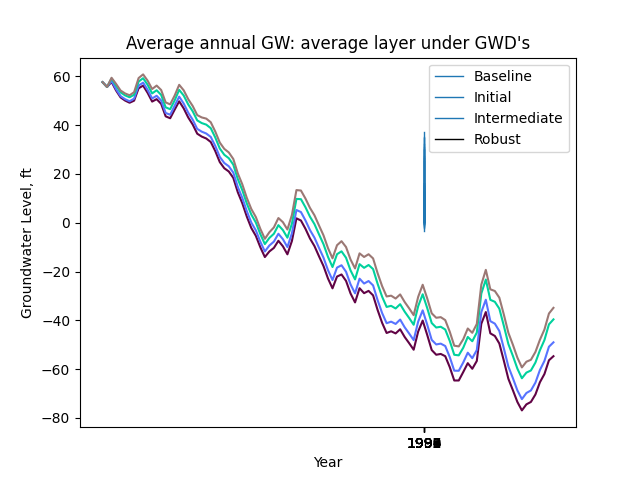 Average annual GW: average layer under GWD's
Baseline
Initial
Intermediate
Robust
Groundwater Level, ft
60
40
20
0
−20
−40
−60
−80
Year